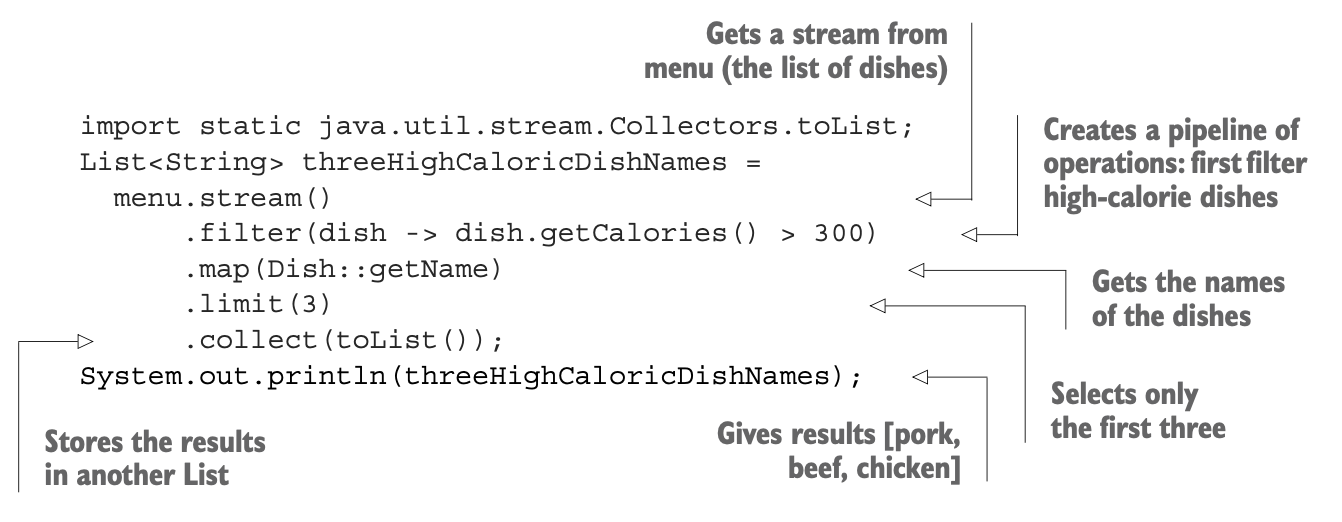 Gets a stream from
menu (the list of dishes)
import static java.util.stream.Collectors.toList;
List<String> threeHighCaloricDishNames =
menu.stream()
.filter(dish -> dish.getCalories() > 300)
.map(Dish::getName)
.limit(3)
.collect(toList());
System.out.println(threeHighCaloricDishNames);
Creates a pipeline of
operations: first filter
high-calorie dishes
Gets the names
of the dishes
Selects only
the first three
Stores the results
in another List
Gives results [pork,
beef, chicken]